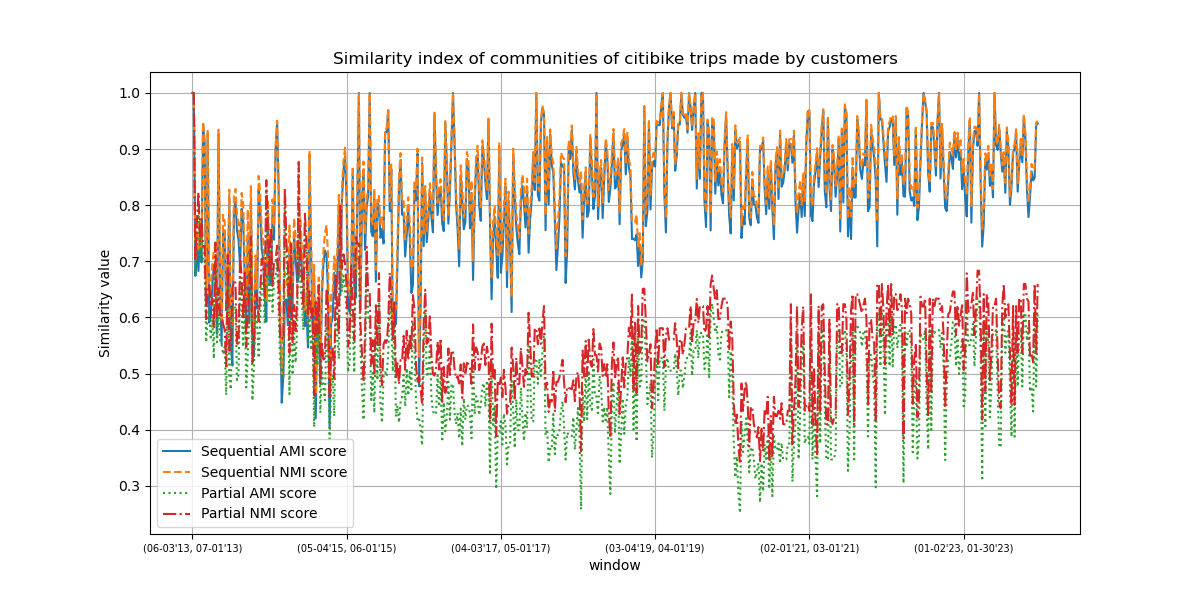 Similarity index of communities of citibike trips made by customers
1.0
0.9
0.8
0.7
0.6
0.5
0.4
0.3
Similarity value
Sequential AMI score
Sequential NMI score
Partial AMI score
Partial NMI score
(06-03'13, 07-01'13)
(05-04'15, 06-01'15)
(04-03'17, 05-01'17)
(03-04'19, 04-01'19)
(02-01'21, 03-01'21)
(01-02'23, 01-30'23)
window